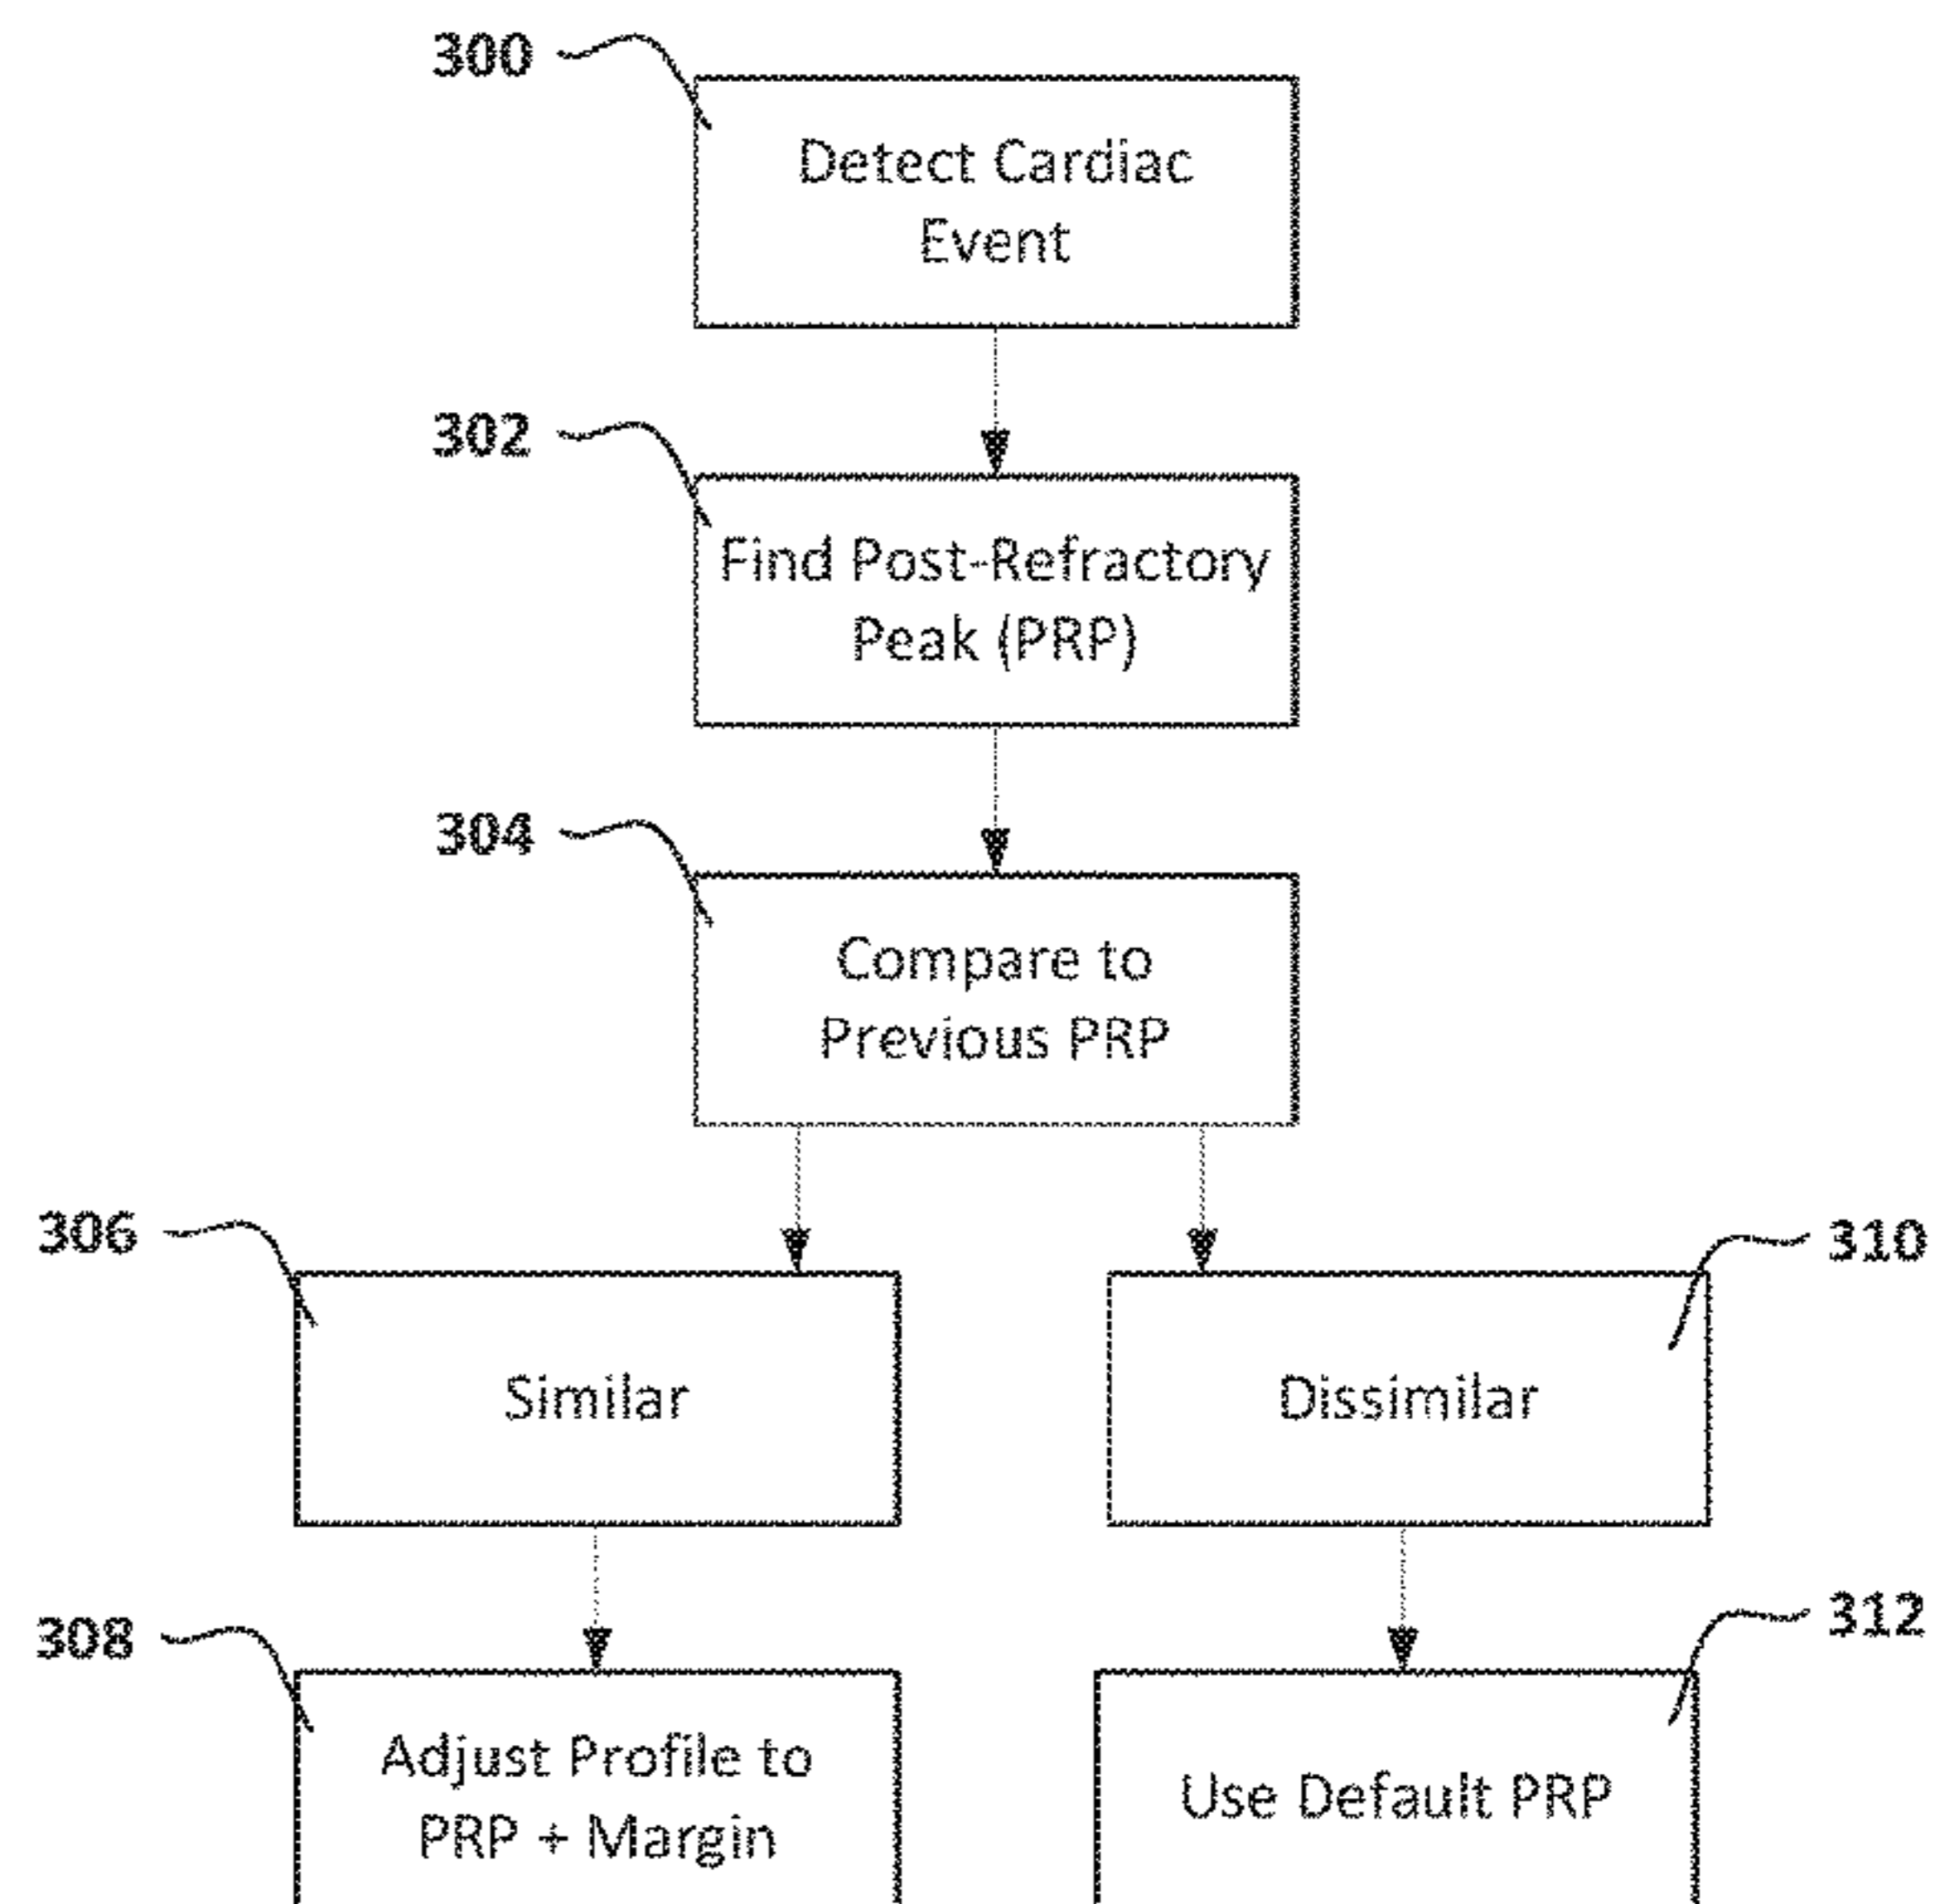 300
Detect Cardiac
Event
302
Find Post-Refractory
Peak (PRP)
304
Compare to
Previous PRP
306
Similar
310
Dissimilar
308
Adjust Profile to
PRP + Margin
312
Use Default PRP